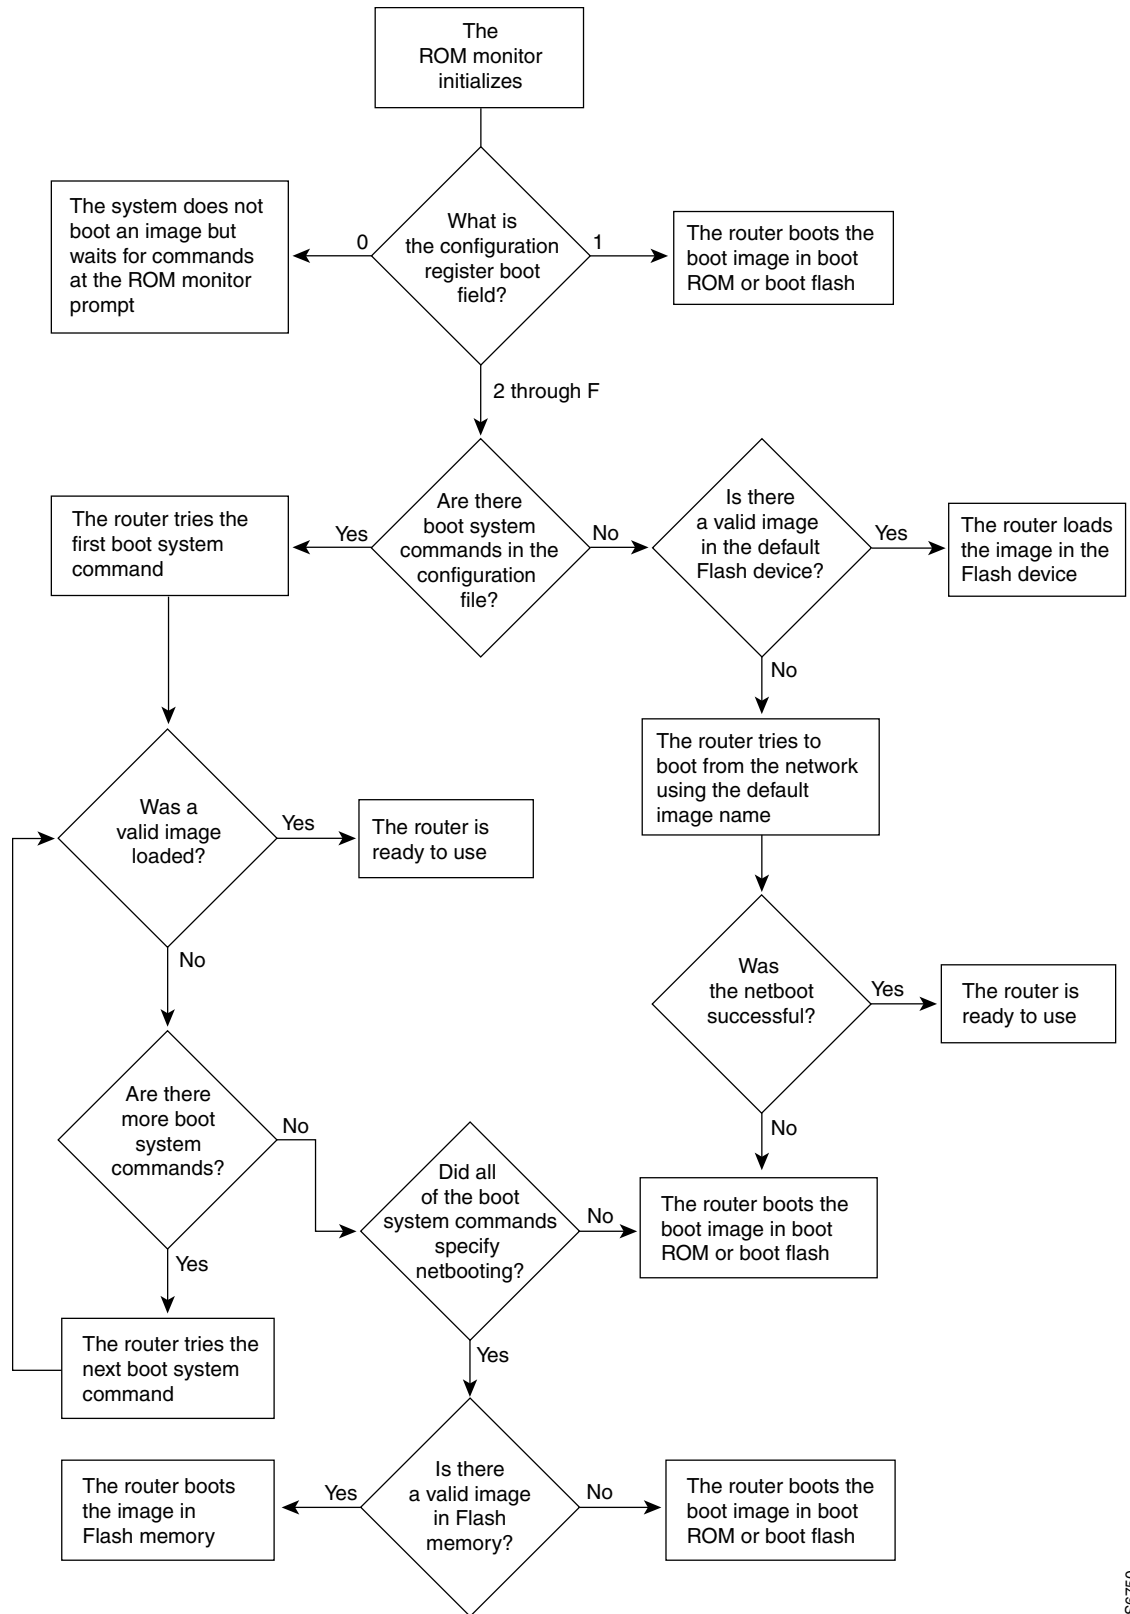 The
ROM monitor
initializes
The system does not
boot an image but
waits for commands
at the ROM monitor
prompt
0
What is
the configuration
register boot
field?
1
The router boots the
boot image in boot
ROM or boot flash
2 through F
The router tries the
first boot system
command
Yes
Are there
boot system
commands in the
configuration
file?
No
Is there
a valid image
in the default
Flash device?
Yes
The router loads
the image in the
Flash device
No
The router tries to
boot from the network
using the default
image name
Was a
valid image
loaded?
Yes
The router is
ready to use
No
Was
the netboot
successful?
Yes
The router is
ready to use
No
Are there
more boot
system
commands?
No
Did all
of the boot
system commands
specify
netbooting?
No
The router boots the
boot image in boot
ROM or boot flash
Yes
The router tries the
next boot system
command
Yes
The router boots
the image in
Flash memory
Yes
Is there
a valid image
in Flash
memory?
No
The router boots the
boot image in boot
ROM or boot flash